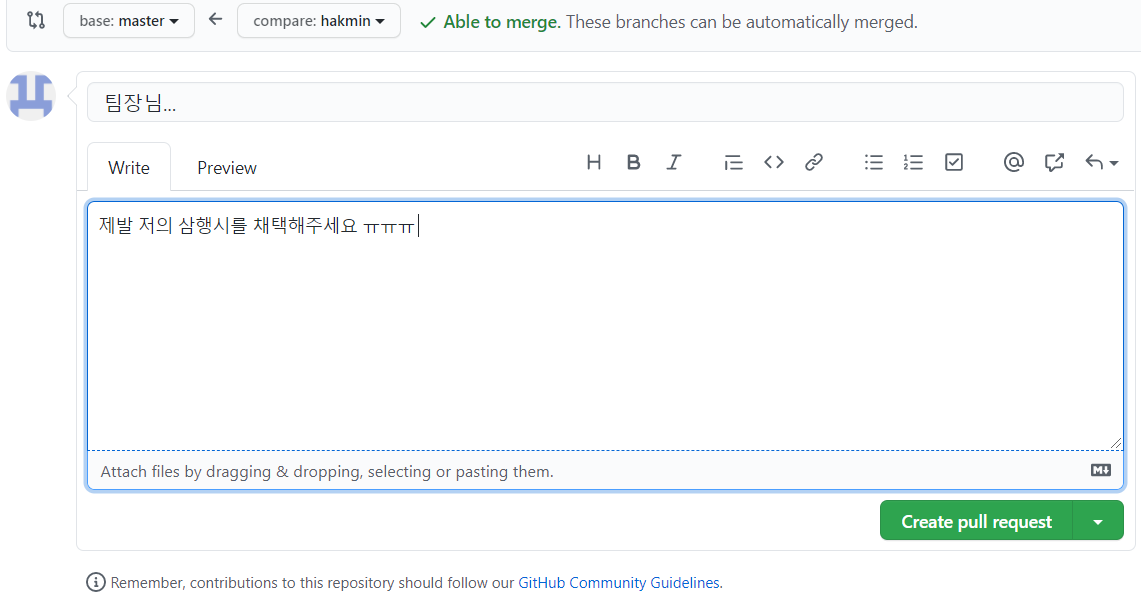 base: master
compare: hakmin
Able to merge. These branches can be automatically merged.
팀장님...
Write
Preview
제발 저의 삼행시를 채택해주세요 ㅠㅠㅠ
Attach files by dragging & dropping, selecting or pasting them.
Create pull request
Remember, contributions to this repository should follow our GitHub Community Guidelines.